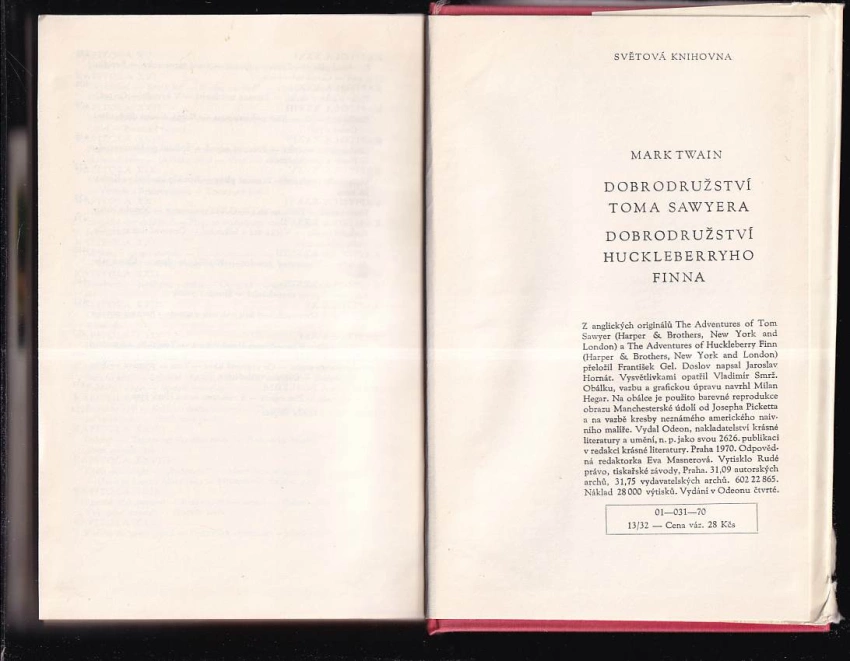 SVĚTOVÁ KNIHOVNA
MARK TWAIN
DOBRODRUŽSTVÍ
TOMA SAWYERA
DOBRODRUŽSTVÍ
HUCKLEBERRYHO
FINNA
Z anglických originálů The Adventures of Tom
Sawyer (Harper & Brothers, New York and
London) a The Adventures of Huckleberry Finn
(Harper & Brothers, New York and London)
přeložil František Gel. Doslov napsal Jaroslav
Hornát. Vysvětlivkami opatřil Vladimír Smrž.
Obálku, vazbu a grafickou úpravu navrhl Milan
Hegar. Na obálce je použito barevné reprodukce
obrazu Manchesterské údolí od Josepha Picketta
a na vazbě kresby neznámého amerického naiv-
ního malíře. Vydal Odeon, nakladatelství krásné
literatury a umění, n. p. jako svou 2626. publikaci
v redakci krásné literatury. Praha 1970. Odpověd-
ná redaktorka Eva Masnerová. Vytisklo Rudé
právo, tiskařské závody, Praha. 31,09 autorských
archů, 31,75 vydavatelských archů. 602 22 865.
Náklad 28 000 výtisků. Vydání v Odeonu čtvrté.
01—031—70
13/32 — Cena váz. 28 Kčs